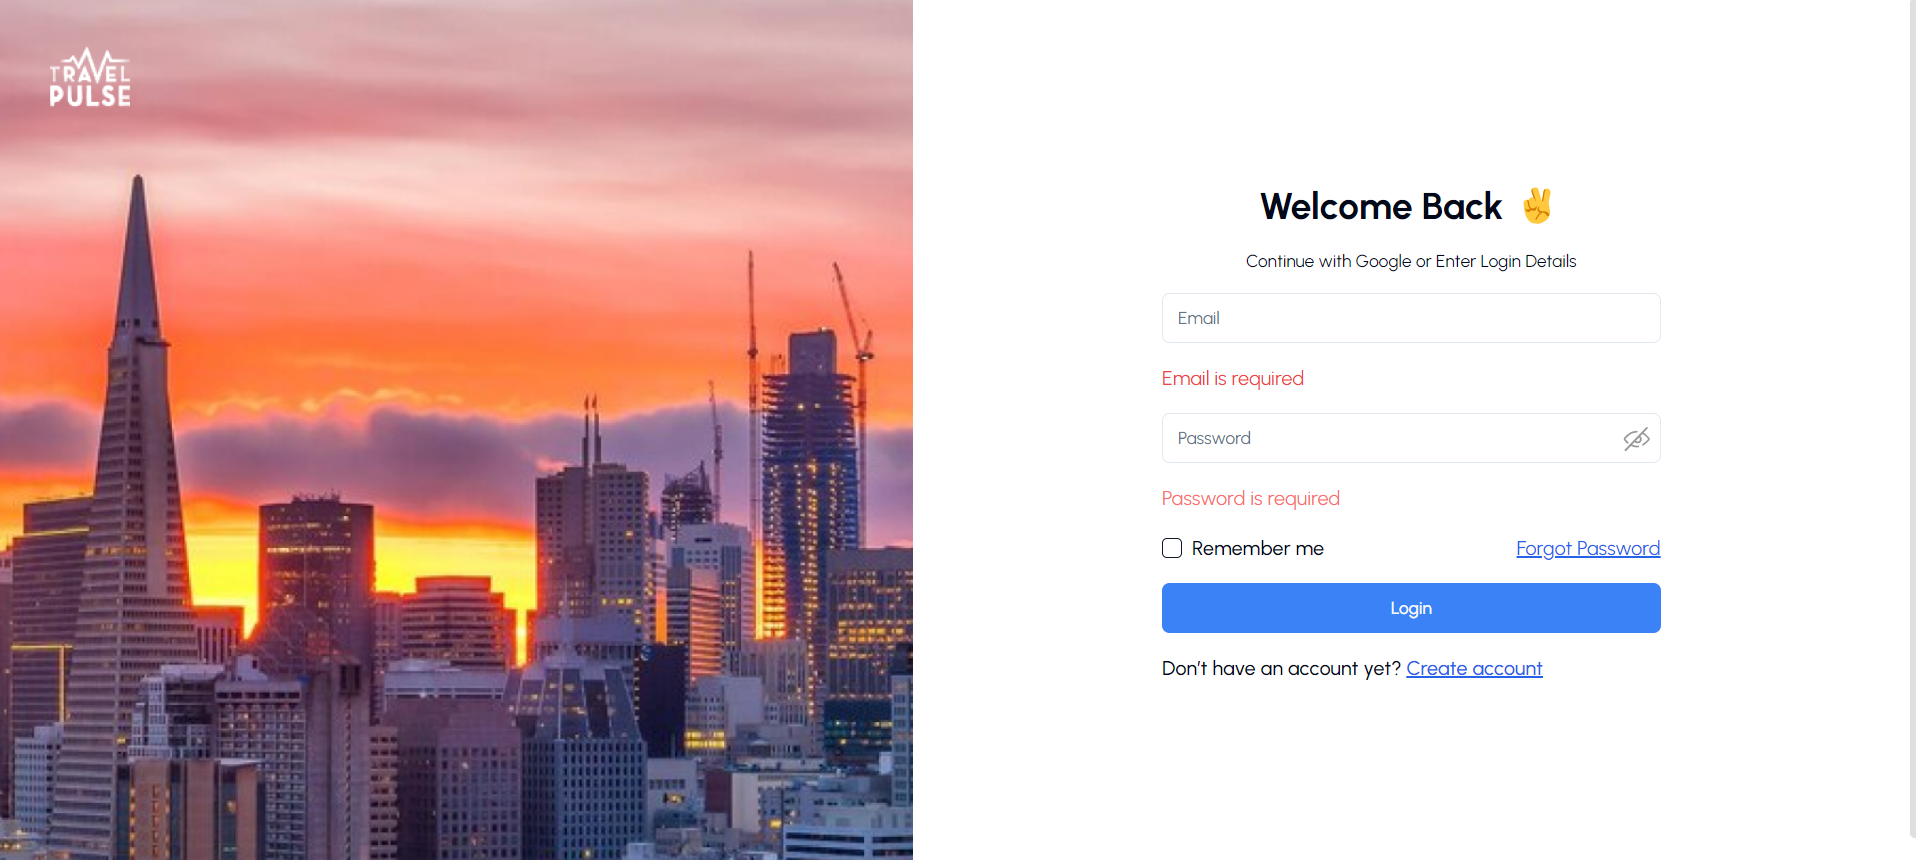 TRAVEL
PULSE
Welcome Back ✌️
Continue with Google or Enter Login Details
Email
Email is required
Password
Password is required
Remember me
Forgot Password
Login
Don't have an account yet? Create account